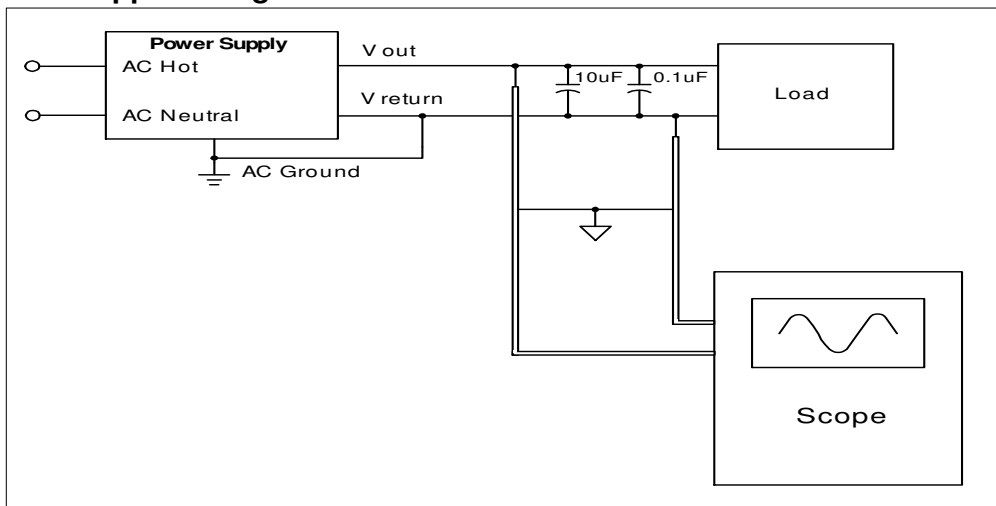 Power Supply
V out
AC Hot
10uF
0.1uF
Load
V return
AC Neutral
AC Ground
Scope